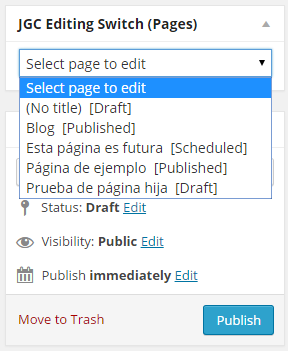 JGC Editing Switch (Pages)
Select page to edit
Select page to edit
(No title) [Draft]
Blog [Published]
Esta página es futura [Scheduled]
Página de ejemplo [Published]
Prueba de página hija [Draft]
Status: Draft Edit
Visibility: Public Edit
Publish immediately Edit
Move to Trash
Publish